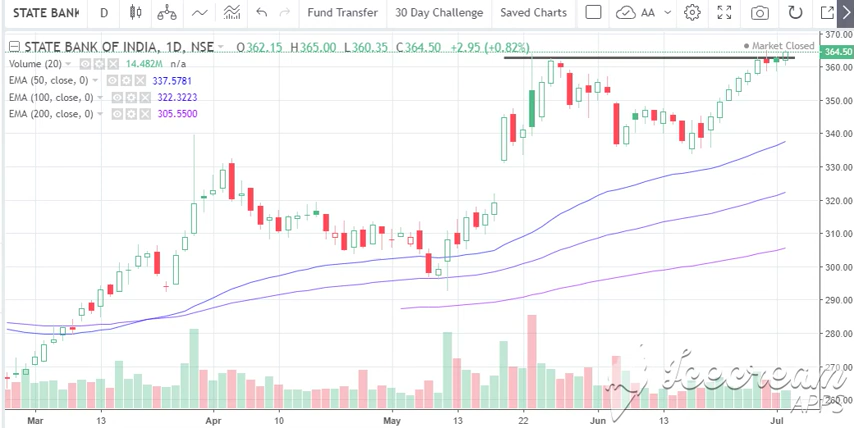 STATE BANK D AA Fund Transfer 30 Day Challenge Saved Charts
STATE BANK OF INDIA, 1D, NSE O362.15 H365.00 L360.35 C364.50 +2.95 (+0.82%)
Market Closed
Volume (20) 14.482M n/a
EMA (50, close, 0) 337.5781
EMA (100, close, 0) 322.3223
EMA (200, close, 0) 305.5500
370.00
364.50
360.00
350.00
340.00
330.00
320.00
310.00
300.00
290.00
280.00
270.00
260.00
Icecream
APPS
Mar 13 Apr 10 May 13 22 Jun 13 Jul